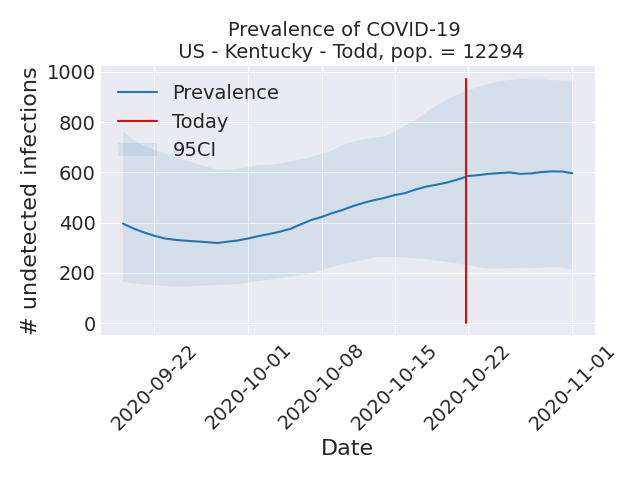 Prevalence of COVID-19
US - Kentucky - Todd, pop. = 12294
# undetected infections
1000
800
600
400
200
0
Prevalence
Today
95CI
2020-09-22
2020-10-01
2020-10-08
2020-10-15
2020-10-22
2020-11-01
Date